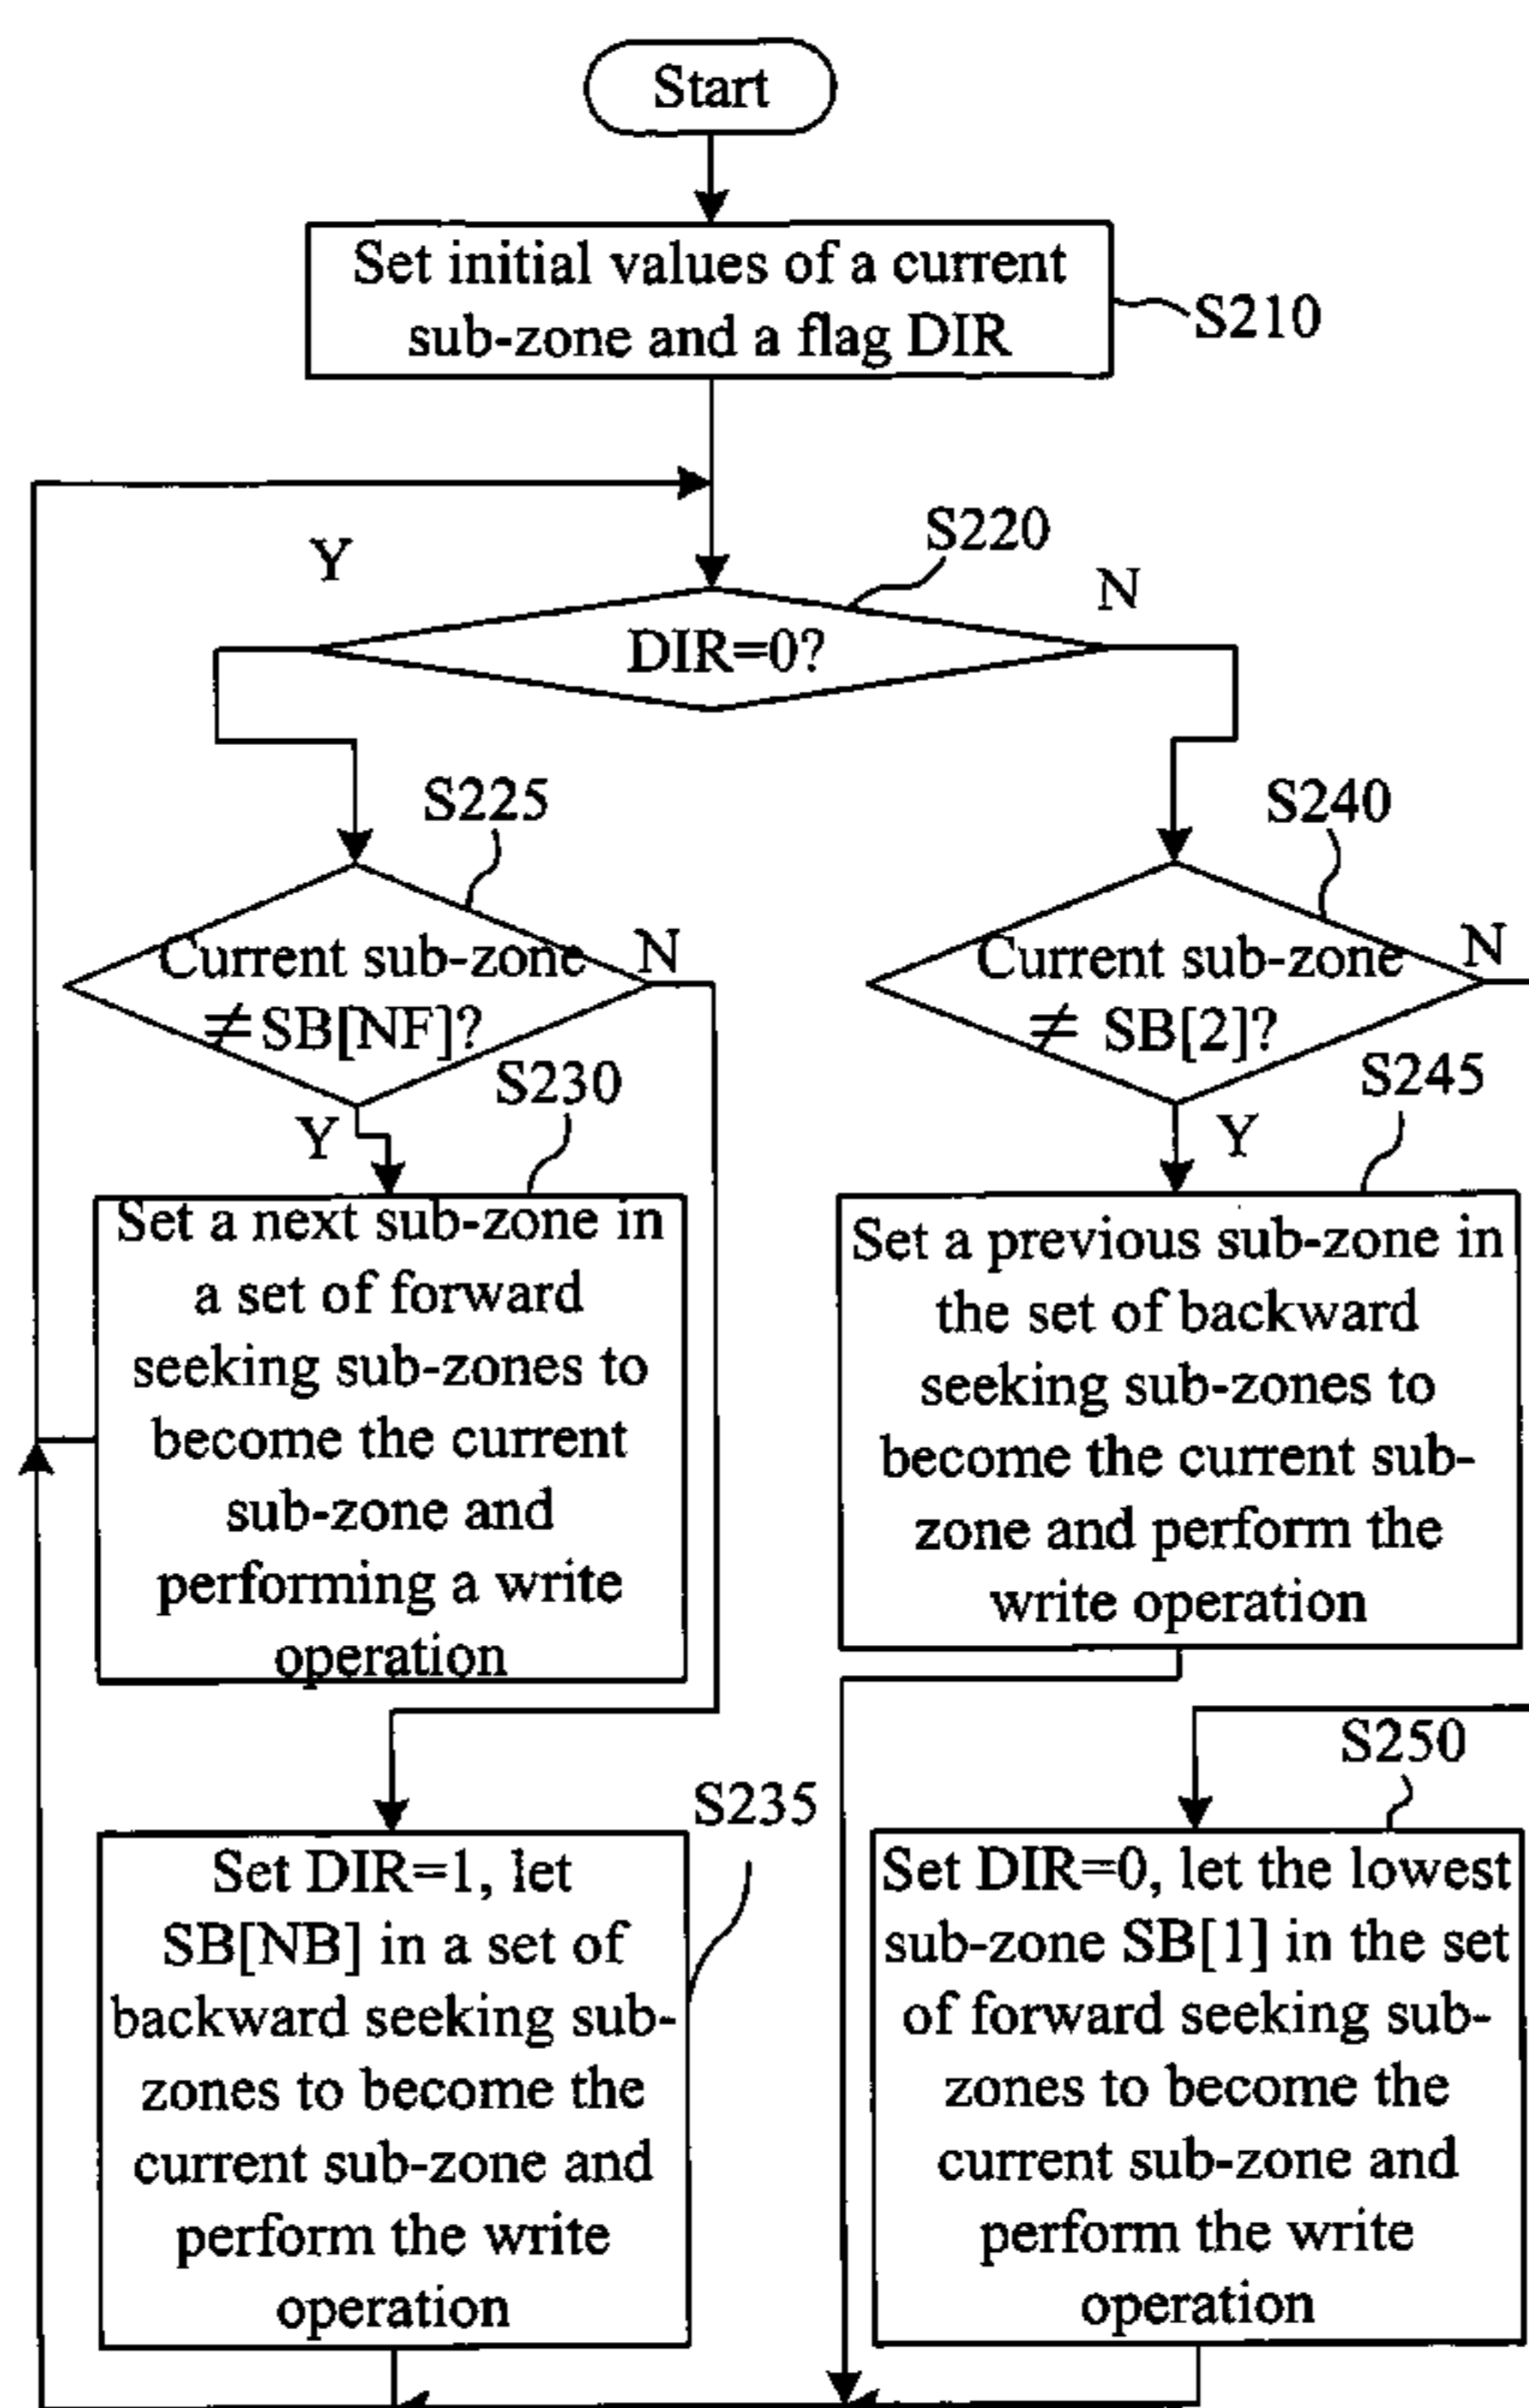 Start
Set initial values of a current
sub-zone and a flag DIR
S210
S220
Y
N
DIR=0?
S225
S240
Current sub-zone
≠SB[NF]?
N
Current sub-zone
≠ SB[2]?
N
S230
S245
Y
Y
Set a next sub-zone in
a set of forward
seeking sub-zones to
become the current
sub-zone and
performing a write
operation
Set a previous sub-zone in
the set of backward
seeking sub-zones to
become the current sub-
zone and perform the
write operation
S235
S250
Set DIR=1, let
SB[NB] in a set of
backward seeking sub-
zones to become the
current sub-zone and
perform the write
operation
Set DIR=0, let the lowest
sub-zone SB[1] in the set
of forward seeking sub-
zones to become the
current sub-zone and
perform the write
operation